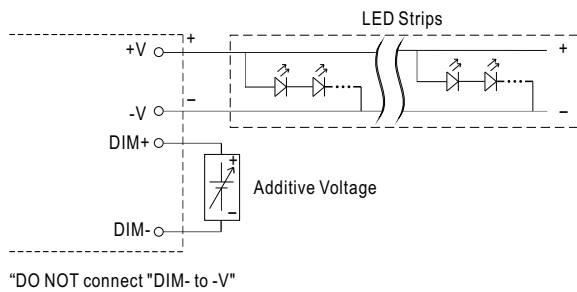 LED Strips
+V
+
+
-V
−
−
DIM+
+
Additive Voltage
−
DIM-
“DO NOT connect "DIM- to -V"